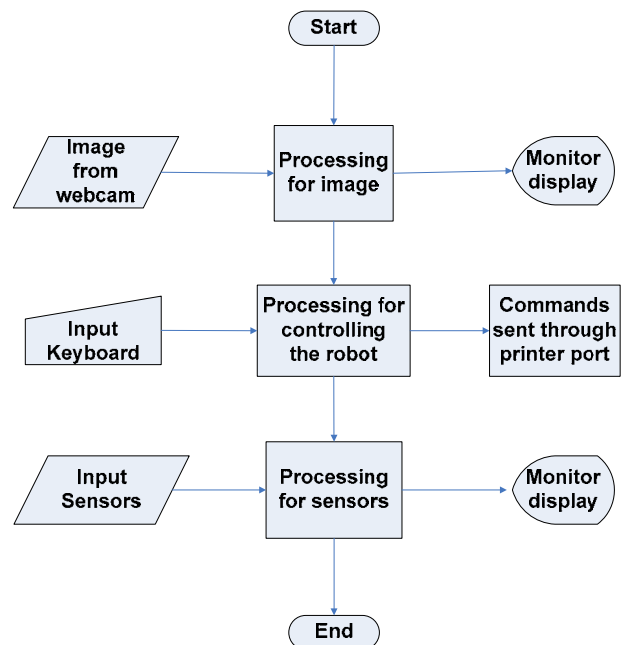 Start
Image
from
webcam
Processing
for image
Monitor
display
Input
Keyboard
Processing for
controlling
the robot
Commands
sent through
printer port
Input
Sensors
Processing
for sensors
Monitor
display
End